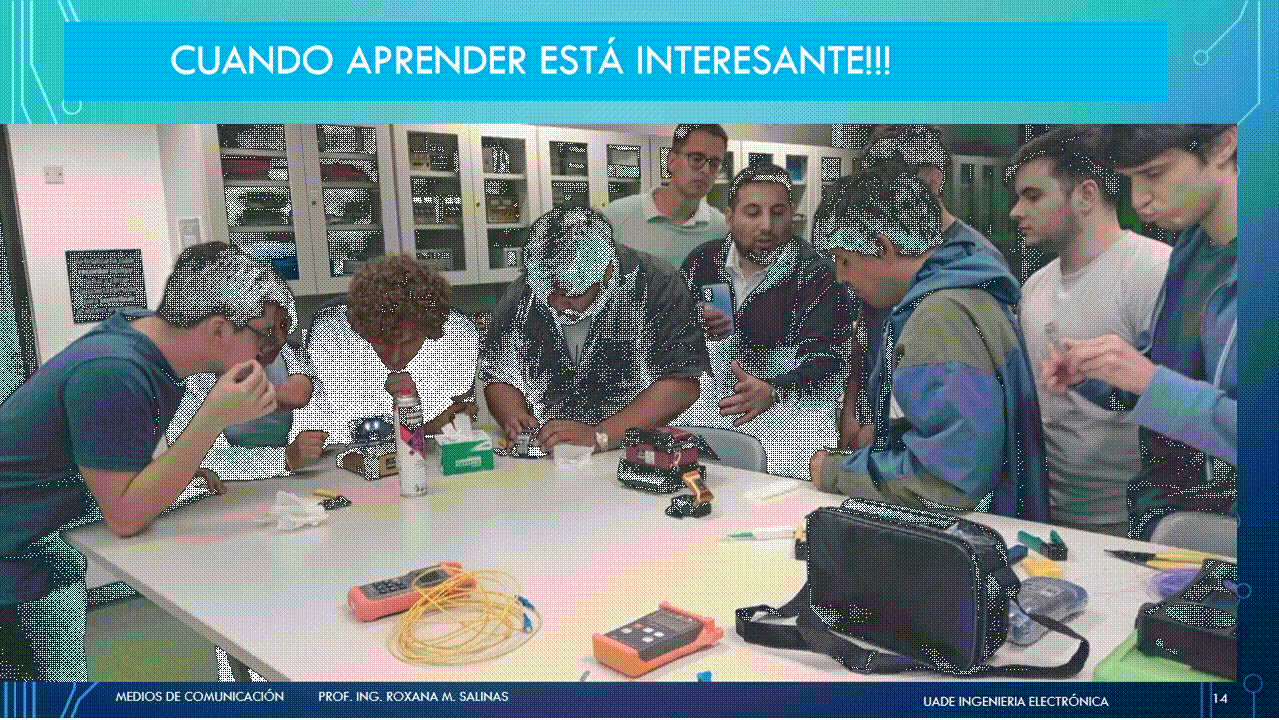 CUANDO APRENDER ESTÁ INTERESANTE!!!
MEDIOS DE COMUNICACIÓN PROF. ING. ROXANA M. SALINAS
UADE INGENIERIA ELECTRÓNICA
14